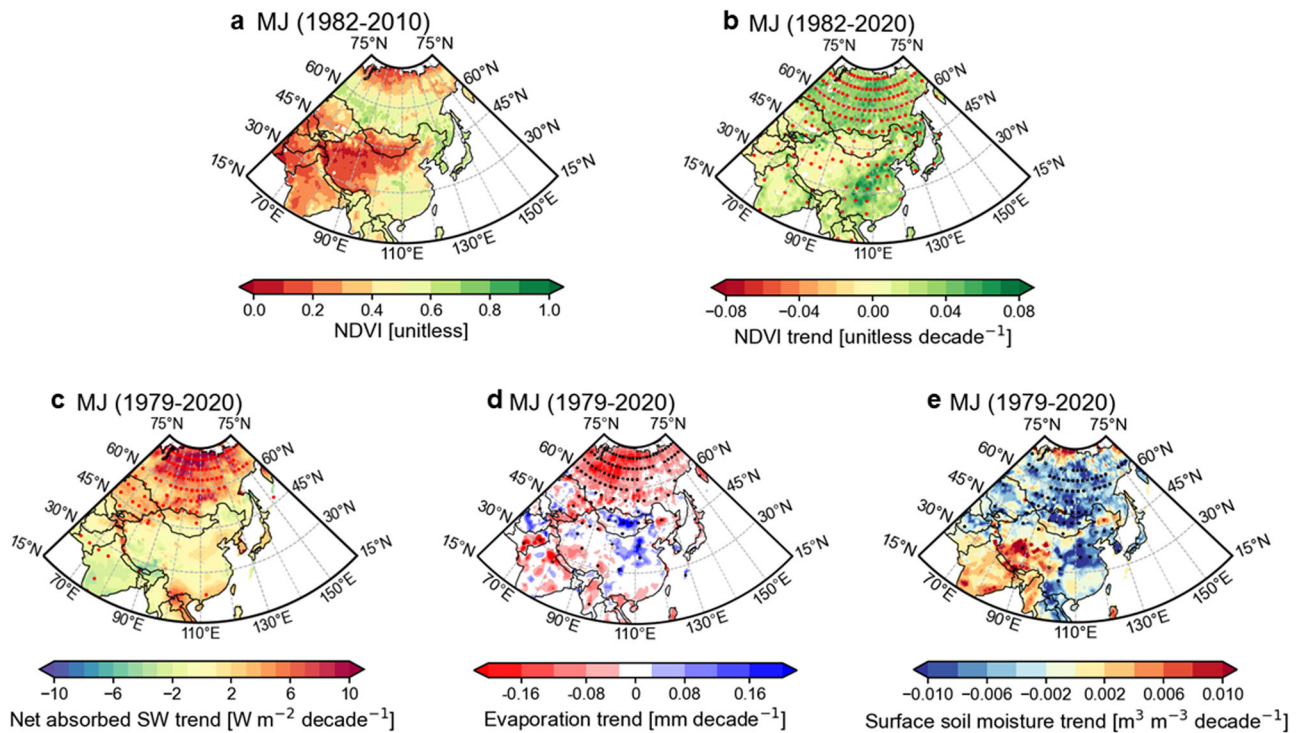 a MJ (1982-2010)
75°N 75°N
60°N 60°N
45°N 45°N
30°N 30°N
15°N 15°N
70°E 150°E
90°E 130°E
110°E
0.0 0.2 0.4 0.6 0.8 1.0
NDVI [unitless]
b MJ (1982-2020)
75°N 75°N
60°N 60°N
45°N 45°N
30°N 30°N
15°N 15°N
70°E 150°E
90°E 130°E
110°E
−0.08 −0.04 0.00 0.04 0.08
NDVI trend [unitless decade⁻¹]
c MJ (1979-2020)
75°N 75°N
60°N 60°N
45°N 45°N
30°N 30°N
15°N 15°N
70°E 150°E
90°E 130°E
110°E
−10 −6 −2 2 6 10
Net absorbed SW trend [W m⁻² decade⁻¹]
d MJ (1979-2020)
75°N 75°N
60°N 60°N
45°N 45°N
30°N 30°N
15°N 15°N
70°E 150°E
90°E 130°E
110°E
-0.16 -0.08 0 0.08 0.16
Evaporation trend [mm decade⁻¹]
e MJ (1979-2020)
75°N 75°N
60°N 60°N
45°N 45°N
30°N 30°N
15°N 15°N
70°E 150°E
90°E 130°E
110°E
−0.010 −0.006 −0.002 0.002 0.006 0.010
Surface soil moisture trend [m³ m⁻³ decade⁻¹]